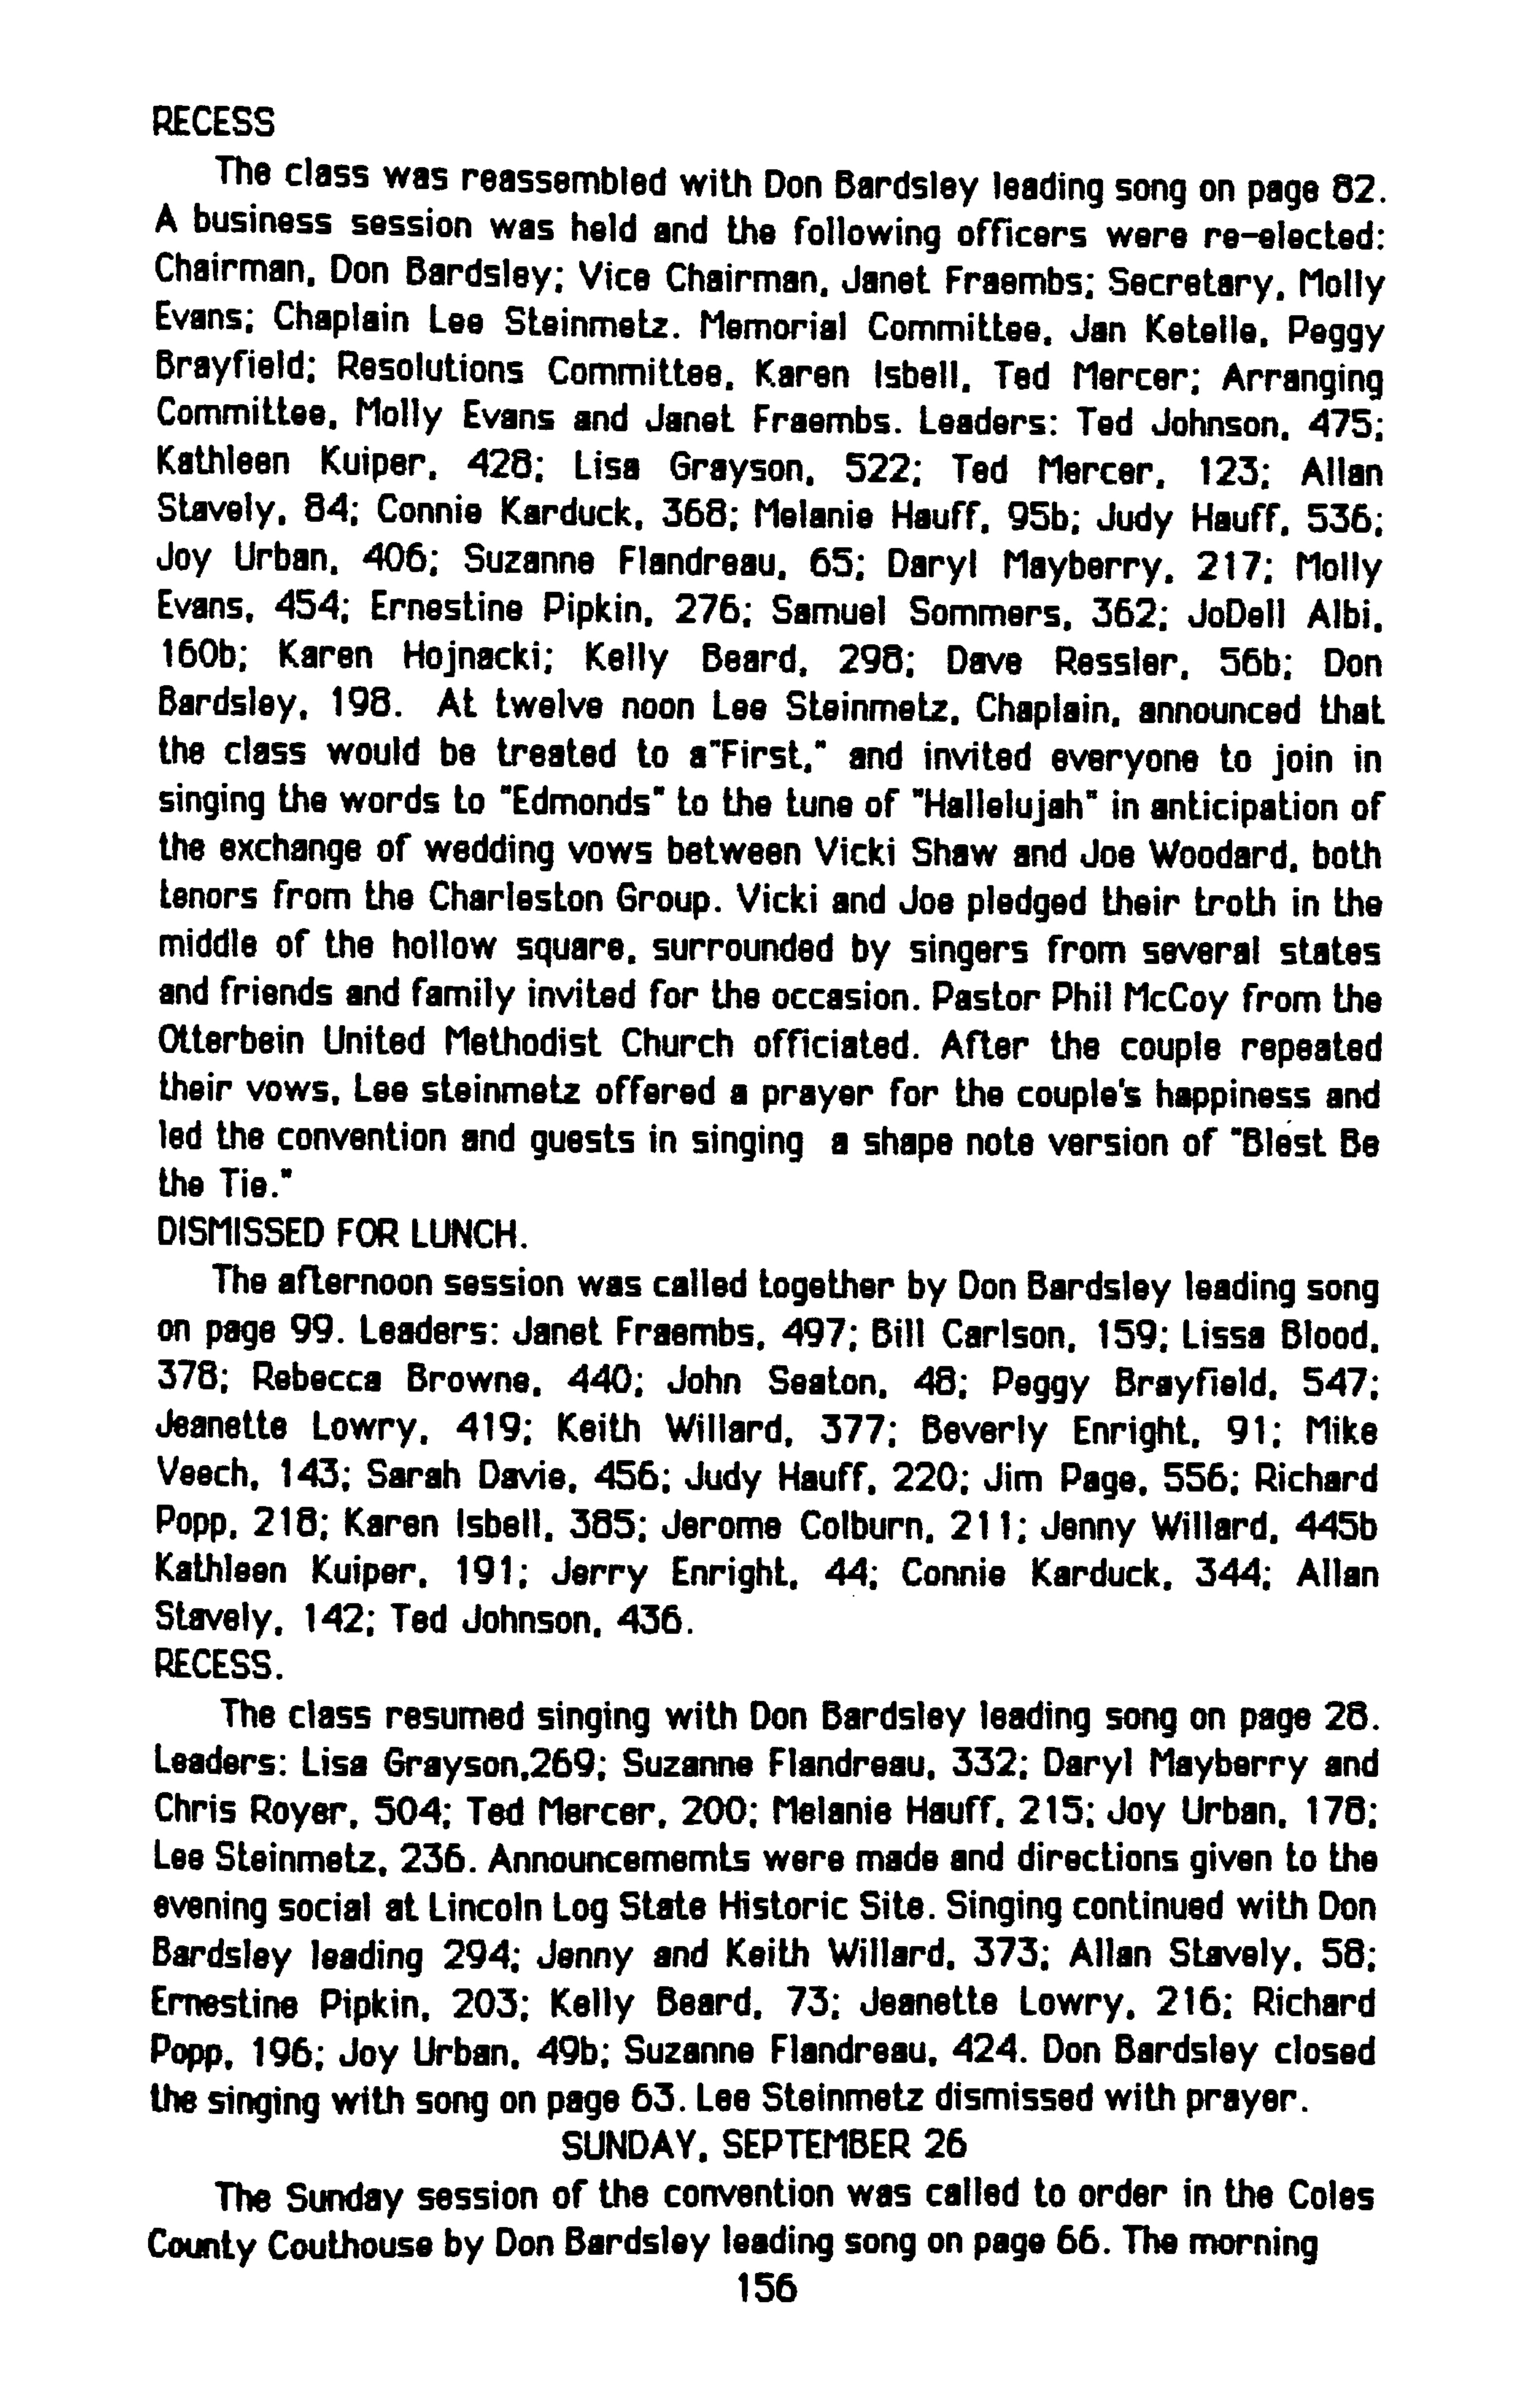 RECESS
The class was reassembled with Don Bardsley leading song on page 82.
A business session was held and the following officers were re-elected:
Chairman, Don Bardsley; Vice Chairman, Janet Fraembs; Secretary, Molly
Evans; Chaplain Lee Steinmetz. Memorial Committee, Jan Ketelle, Peggy
Brayfield; Resolutions Committee, Karen Isbell, Ted Mercer; Arranging
Committee, Molly Evans and Janet Fraembs. Leaders: Ted Johnson, 475;
Kathleen Kuiper, 428; Lisa Grayson, 522; Ted Mercer, 123; Allan
Stavely, 84; Connie Karduck, 368; Melanie Hauff, 95b; Judy Hauff, 536;
Joy Urban, 406; Suzanne Flandreau, 65; Daryl Mayberry, 217; Molly
Evans, 454; Ernestine Pipkin, 276; Samuel Sommers, 362; JoDell Albi,
160b; Karen Hojnacki; Kelly Beard, 298; Dave Ressler, 56b; Don
Bardsley, 198. At twelve noon Lee Steinmetz, Chaplain, announced that
the class would be treated to a"First," and invited everyone to join in
singing the words to "Edmonds" to the tune of "Hallelujah" in anticipation of
the exchange of wedding vows between Vicki Shaw and Joe Woodard, both
tenors from the Charleston Group. Vicki and Joe pledged their troth in the
middle of the hollow square, surrounded by singers from several states
and friends and family invited for the occasion. Pastor Phil McCoy from the
Otterbein United Methodist Church officiated. After the couple repeated
their vows, Lee steinmetz offered a prayer for the couple's happiness and
led the convention and guests in singing a shape note version of "Blest Be
the Tie."
DISMISSED FOR LUNCH.
The afternoon session was called together by Don Bardsley leading song
on page 99. Leaders: Janet Fraembs, 497; Bill Carlson, 159; Lissa Blood,
378; Rebecca Browne, 440; John Seaton, 48; Peggy Brayfield, 547;
Jeanette Lowry, 419; Keith Willard, 377; Beverly Enright, 91; Mike
Veech, 143; Sarah Davie, 456; Judy Hauff, 220; Jim Page, 556; Richard
Popp, 218; Karen Isbell, 385; Jerome Colburn, 211; Jenny Willard, 445b
Kathleen Kuiper, 191; Jerry Enright, 44; Connie Karduck, 344; Allan
Stavely, 142; Ted Johnson, 436.
RECESS.
The class resumed singing with Don Bardsley leading song on page 28.
Leaders: Lisa Grayson,269; Suzanne Flandreau, 332; Daryl Mayberry and
Chris Royer, 504; Ted Mercer, 200; Melanie Hauff, 215; Joy Urban, 178;
Lee Steinmetz, 236. Announcememts were made and directions given to the
evening social at Lincoln Log State Historic Site. Singing continued with Don
Bardsley leading 294; Jenny and Keith Willard, 373; Allan Stavely, 58;
Ernestine Pipkin, 203; Kelly Beard, 73; Jeanette Lowry, 216; Richard
Popp, 196; Joy Urban, 49b; Suzanne Flandreau, 424. Don Bardsley closed
the singing with song on page 63. Lee Steinmetz dismissed with prayer.
SUNDAY, SEPTEMBER 26
The Sunday session of the convention was called to order in the Coles
County Couthouse by Don Bardsley leading song on page 66. The morning
156